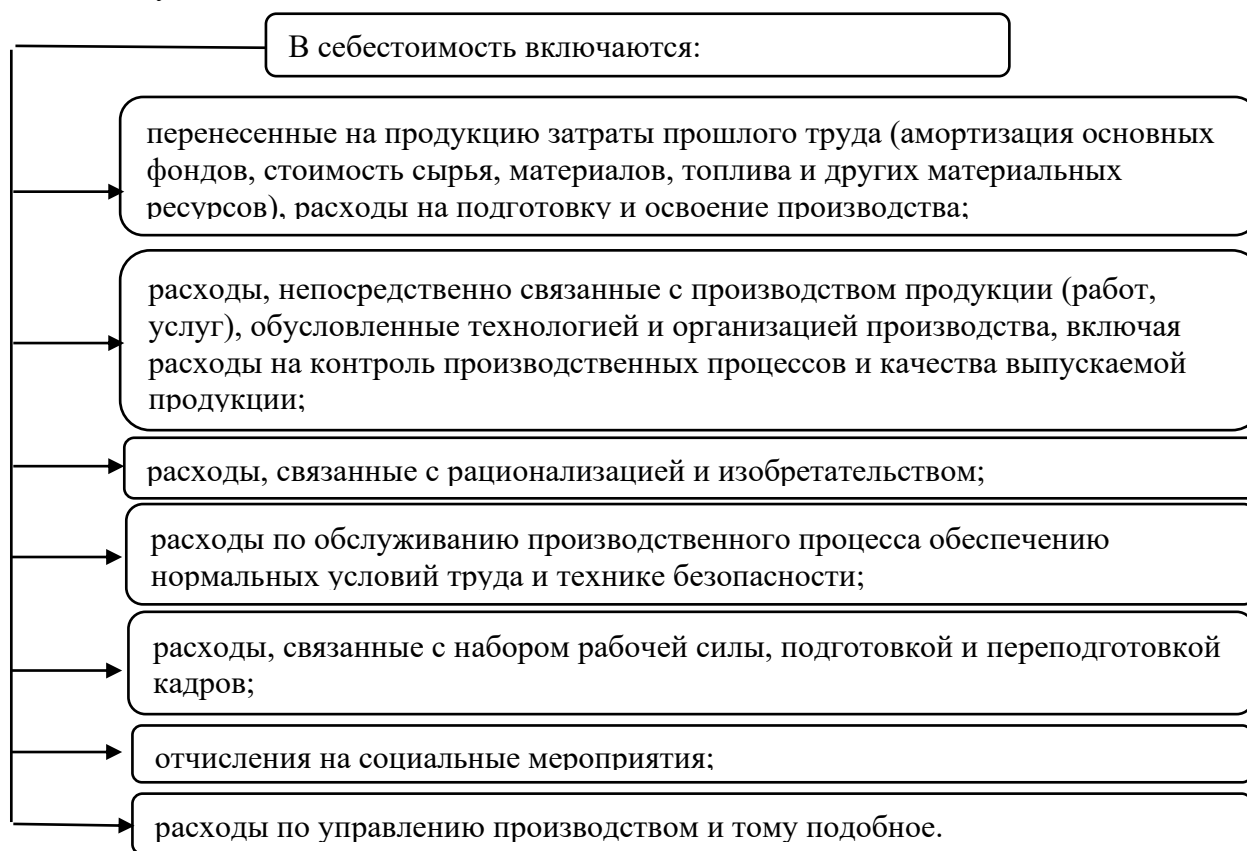 В себестоимость включаются:
перенесенные на продукцию затраты прошлого труда (амортизация основных
фондов, стоимость сырья, материалов, топлива и других материальных
ресурсов), расходы на подготовку и освоение производства;
расходы, непосредственно связанные с производством продукции (работ,
услуг), обусловленные технологией и организацией производства, включая
расходы на контроль производственных процессов и качества выпускаемой
продукции;
расходы, связанные с рационализацией и изобретательством;
расходы по обслуживанию производственного процесса обеспечению
нормальных условий труда и технике безопасности;
расходы, связанные с набором рабочей силы, подготовкой и переподготовкой
кадров;
отчисления на социальные мероприятия;
расходы по управлению производством и тому подобное.